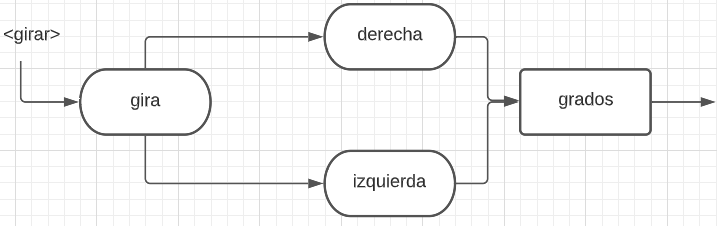 <girar>
gira
derecha
izquierda
grados